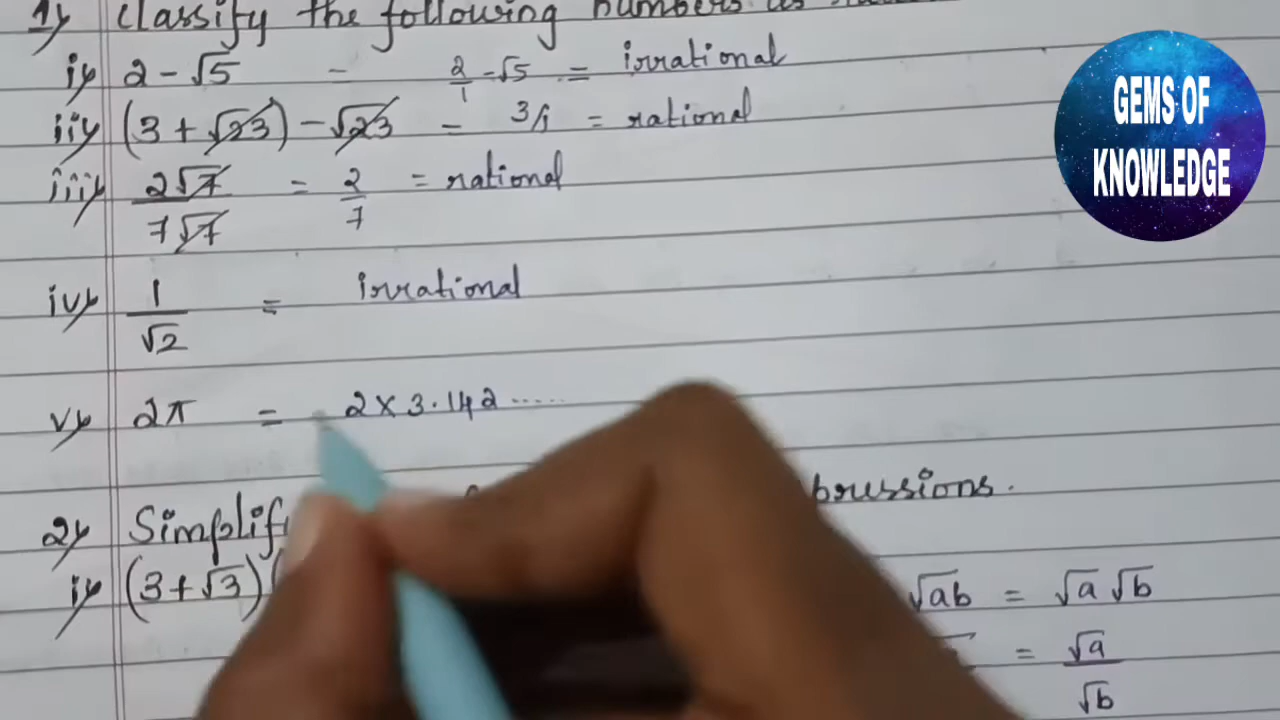 1) Classify the following numbers as
i) 2 - √5 - 2/1 - √5 = irrational
ii) (3 + √23) - √23 - 3/1 = rational
iii) 2√7 / 7√7 = 2/7 = rational
iv) 1/√2 = irrational
v) 2π = 2 × 3.142 .....
2) Simplif
i) (3 + √3)(
√ab = √a √b
= √a/√b
GEMS OF
KNOWLEDGE